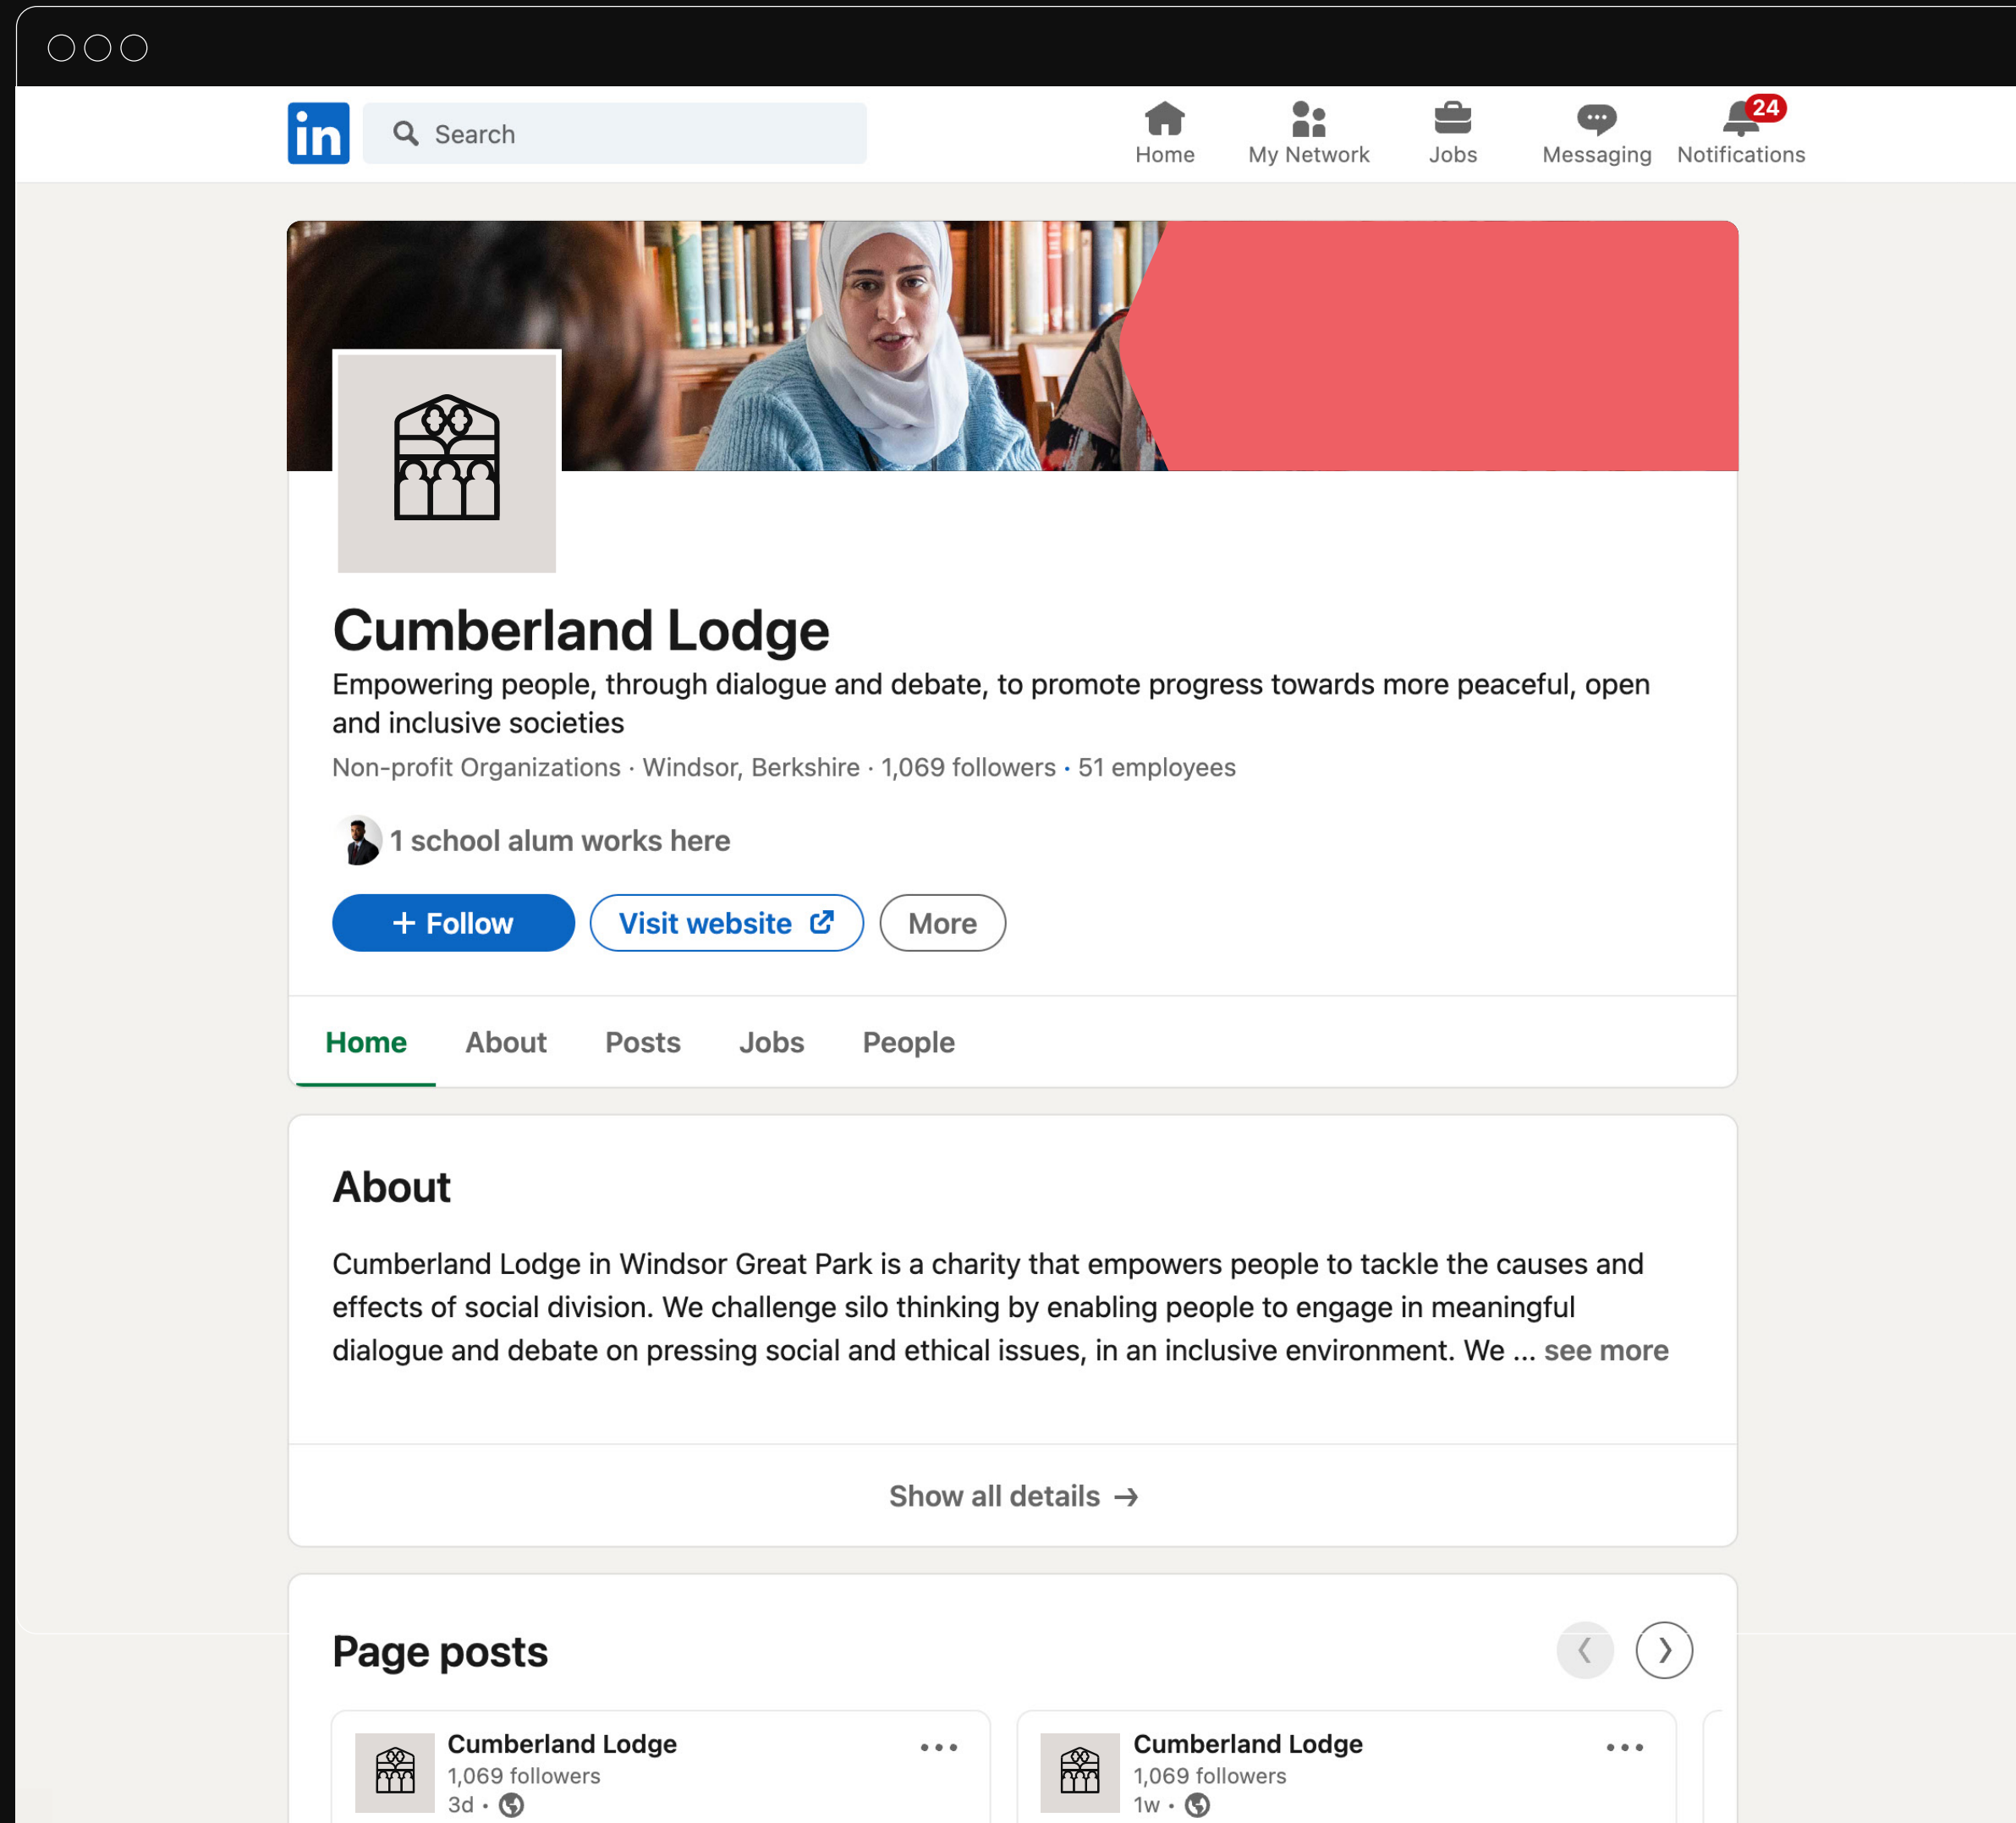 in
Search
Home
My Network
Jobs
Messaging
24
Notifications
Cumberland Lodge
Empowering people, through dialogue and debate, to promote progress towards more peaceful, open
and inclusive societies
Non-profit Organizations · Windsor, Berkshire · 1,069 followers · 51 employees
1 school alum works here
+ Follow
Visit website
More
Home
About
Posts
Jobs
People
About
Cumberland Lodge in Windsor Great Park is a charity that empowers people to tackle the causes and
effects of social division. We challenge silo thinking by enabling people to engage in meaningful
dialogue and debate on pressing social and ethical issues, in an inclusive environment. We ... see more
Show all details →
Page posts
Cumberland Lodge
1,069 followers
3d ·
Cumberland Lodge
1,069 followers
1w ·